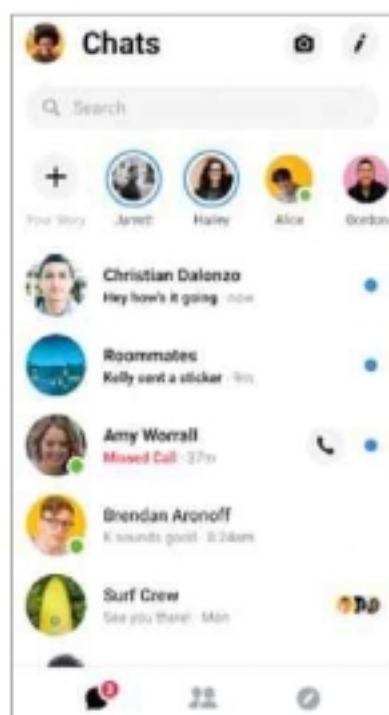 Chats
Search
Your Story Jarrett Hailey Alice Gordon
Christian Dalonzo
Hey how's it going · now
Roommates
Kelly sent a sticker · 9m
Amy Worrall
Missed Call · 37m
Brendan Aronoff
K sounds good · 8:24am
Surf Crew
See you there! · Mon
3